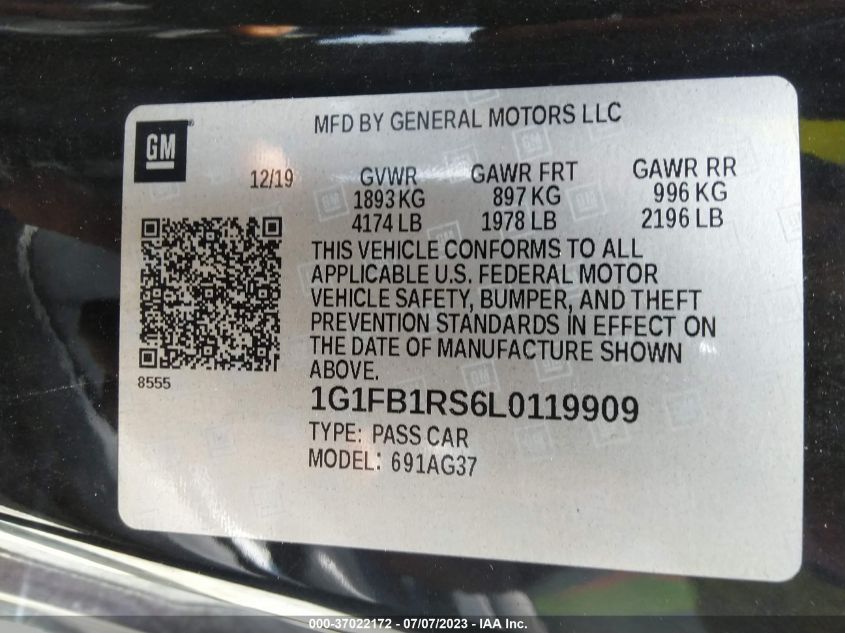 MFD BY GENERAL MOTORS LLC
GM®
12/19
GVWR GAWR FRT GAWR RR
1893 KG 897 KG 996 KG
4174 LB 1978 LB 2196 LB
THIS VEHICLE CONFORMS TO ALL
APPLICABLE U.S. FEDERAL MOTOR
VEHICLE SAFETY, BUMPER, AND THEFT
PREVENTION STANDARDS IN EFFECT ON
THE DATE OF MANUFACTURE SHOWN
ABOVE.
8555
1G1FB1RS6L0119909
TYPE: PASS CAR
MODEL: 691AG37
000-37022172 - 07/07/2023 - IAA Inc.